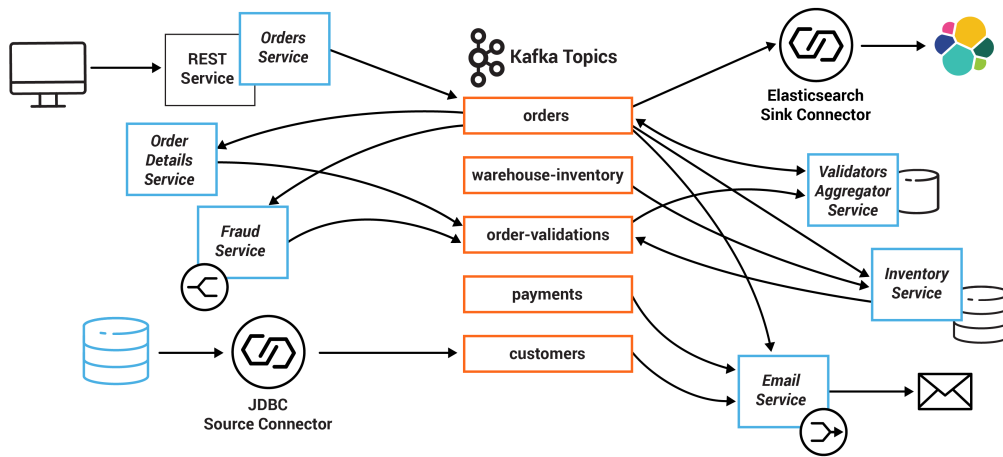 REST
Service
Orders
Service
Kafka Topics
Elasticsearch
Sink Connector
orders
Order
Details
Service
warehouse-inventory
Validators
Aggregator
Service
Fraud
Service
order-validations
Inventory
Service
payments
customers
JDBC
Source Connector
Email
Service